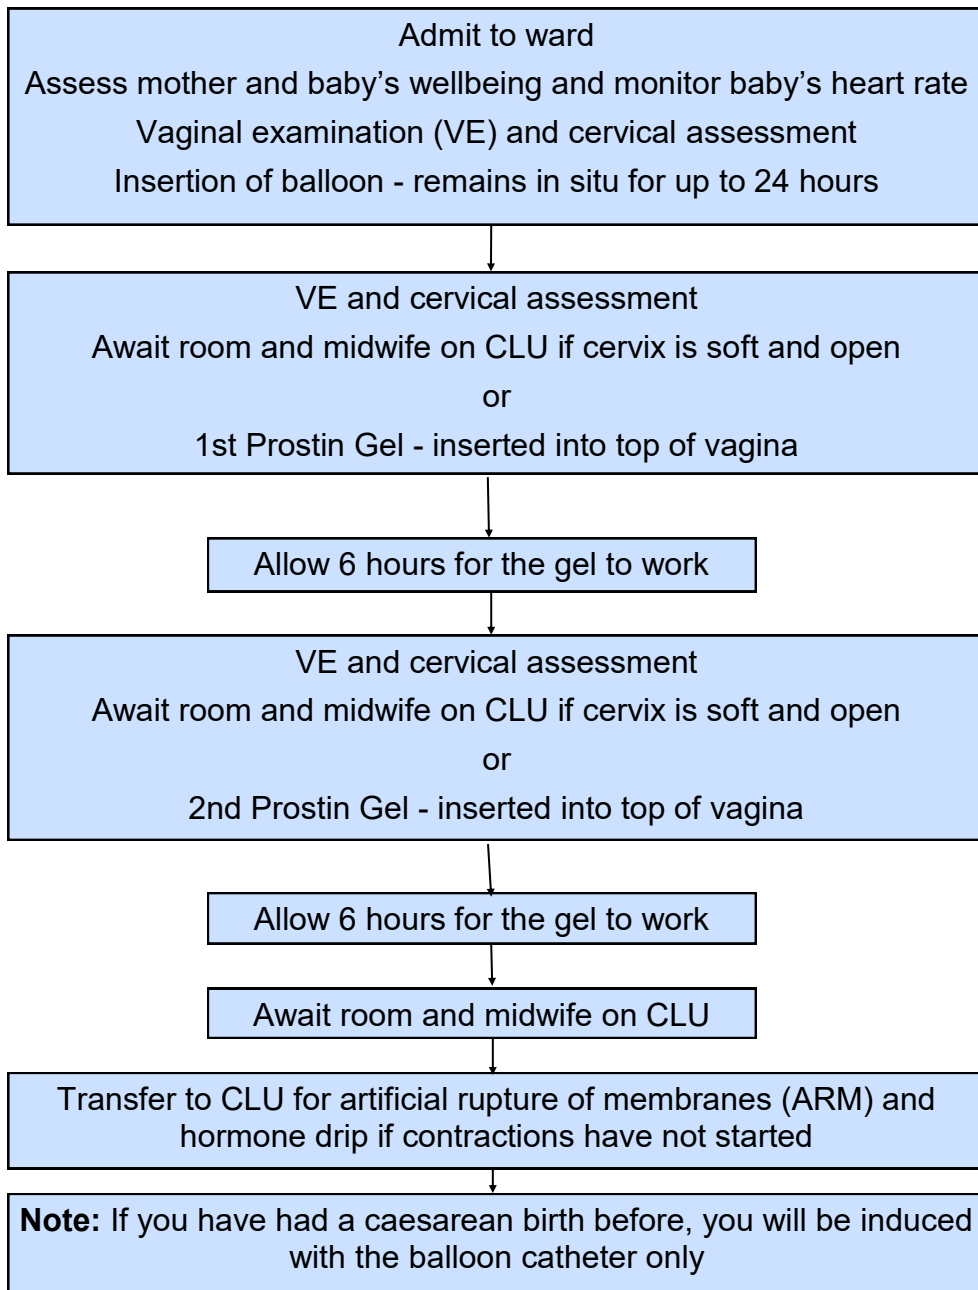 Admit to ward
Assess mother and baby’s wellbeing and monitor baby’s heart rate
Vaginal examination (VE) and cervical assessment
Insertion of balloon - remains in situ for up to 24 hours
VE and cervical assessment
Await room and midwife on CLU if cervix is soft and open
or
1st Prostin Gel - inserted into top of vagina
Allow 6 hours for the gel to work
VE and cervical assessment
Await room and midwife on CLU if cervix is soft and open
or
2nd Prostin Gel - inserted into top of vagina
Allow 6 hours for the gel to work
Await room and midwife on CLU
Transfer to CLU for artificial rupture of membranes (ARM) and
hormone drip if contractions have not started
Note: If you have had a caesarean birth before, you will be induced
with the balloon catheter only